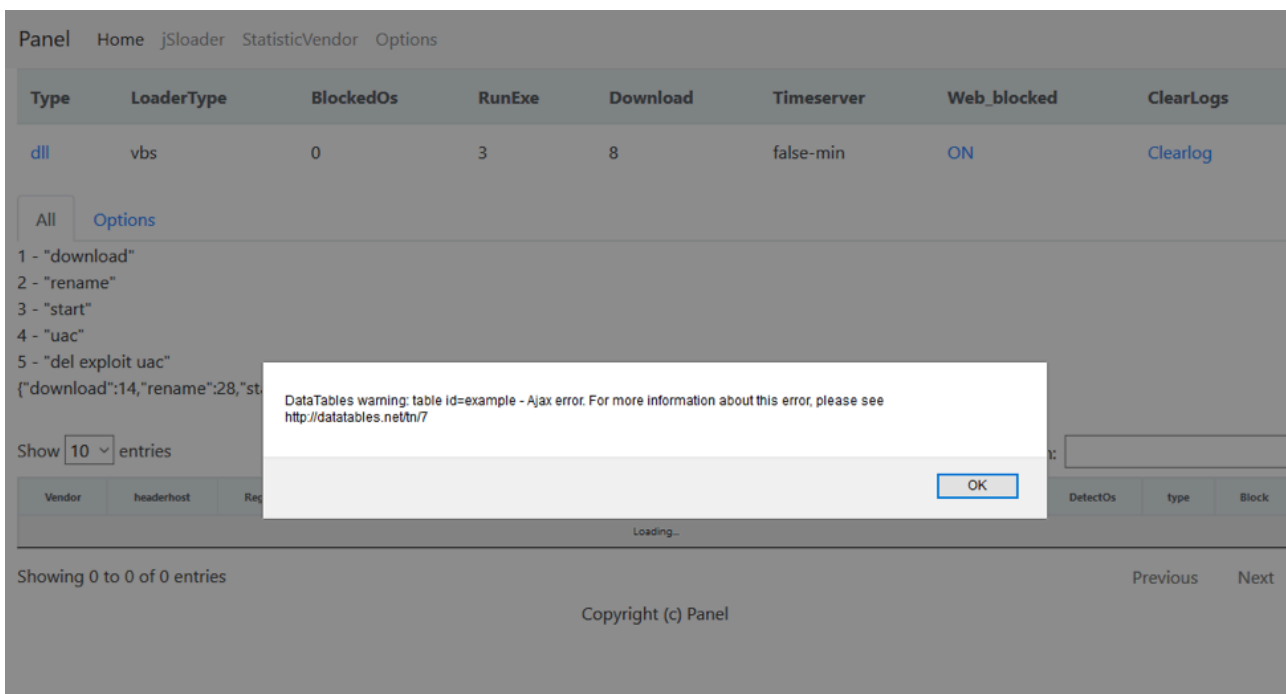 Panel Home jSloader StatisticVendor Options
Type LoaderType BlockedOs RunExe Download Timeserver Web_blocked ClearLogs
dll vbs 0 3 8 false-min ON Clearlog
All Options
1 - "download"
2 - "rename"
3 - "start"
4 - "uac"
5 - "del exploit uac"
{"download":14,"rename":28,"sta
DataTables warning: table id=example - Ajax error. For more information about this error, please see
http://datatables.net/tn/7
OK
Show 10 entries
Vendor headerhost DetectOs type Block
Loading...
Showing 0 to 0 of 0 entries
Previous Next
Copyright (c) Panel